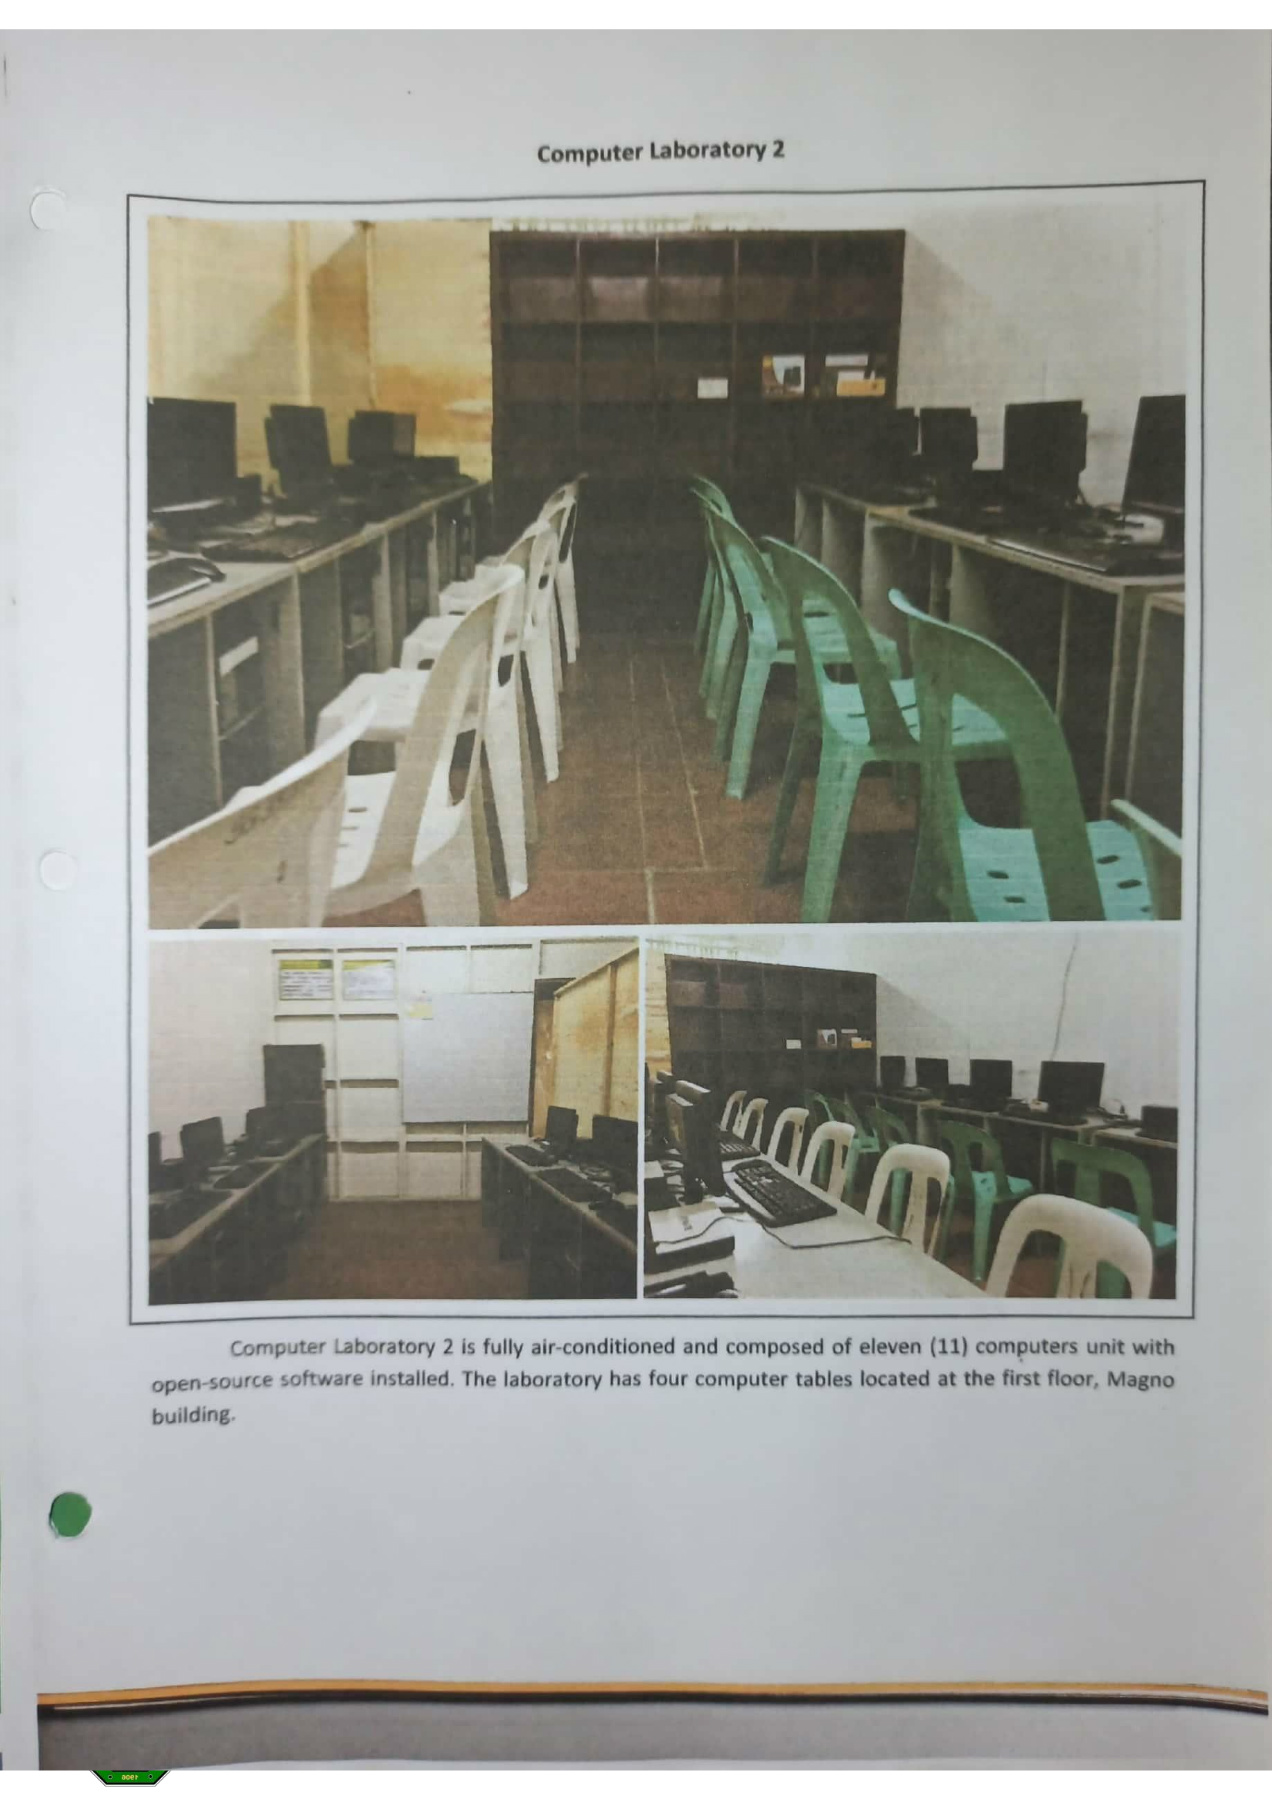 Computer Laboratory 2
Computer Laboratory 2 is fully air-conditioned and composed of eleven (11) computers unit with
open-source software installed. The laboratory has four computer tables located at the first floor, Magno
building.